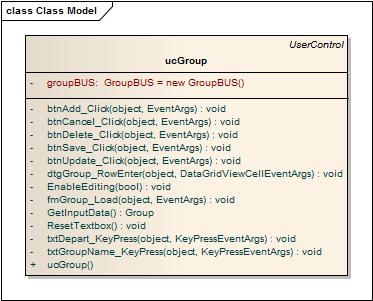 class Class Model
UserControl
ucGroup
- groupBUS: GroupBUS = new GroupBUS()
- btnAdd_Click(object, EventArgs) : void
- btnCancel_Click(object, EventArgs) : void
- btnDelete_Click(object, EventArgs) : void
- btnSave_Click(object, EventArgs) : void
- btnUpdate_Click(object, EventArgs) : void
- dtgGroup_RowEnter(object, DataGridViewCellEventArgs) : void
- EnableEditing(bool) : void
- fmGroup_Load(object, EventArgs) : void
- GetInputData() : Group
- ResetTextbox() : void
- txtDepart_KeyPress(object, KeyPressEventArgs) : void
- txtGroupName_KeyPress(object, KeyPressEventArgs) : void
+ ucGroup()